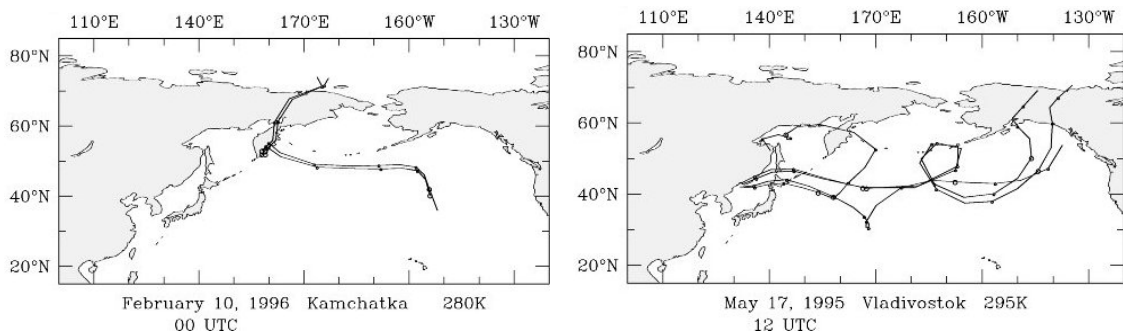 110°E 140°E 170°E 160°W 130°W
80°N
60°N
40°N
20°N
February 10, 1996 Kamchatka 280K
00 UTC
110°E 140°E 170°E 160°W 130°W
80°N
60°N
40°N
20°N
May 17, 1995 Vladivostok 295K
12 UTC